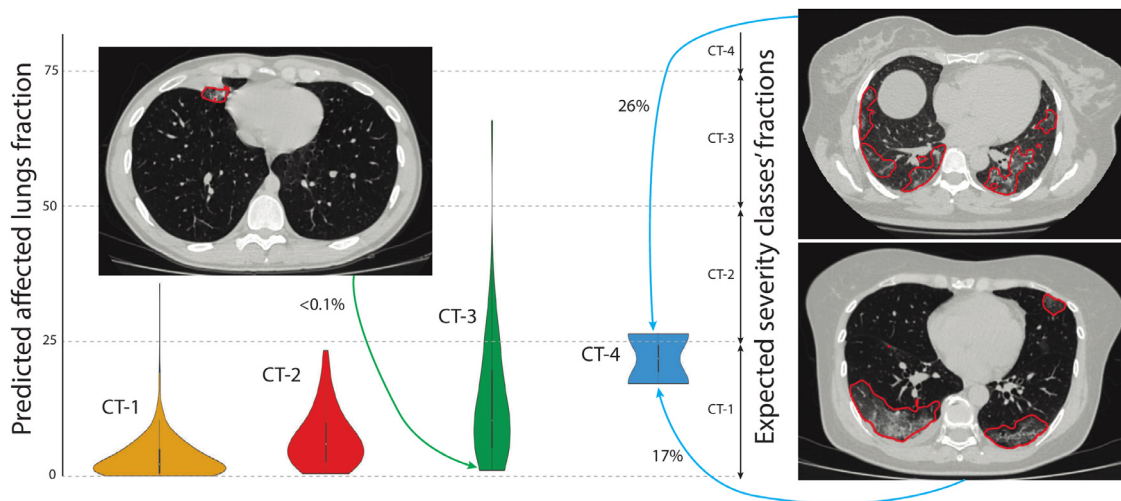 Predicted affected lungs fraction
75
50
25
0
CT-1
CT-2
CT-3
CT-4
<0.1%
26%
17%
CT-4
CT-3
CT-2
CT-1
Expected severity classes' fractions